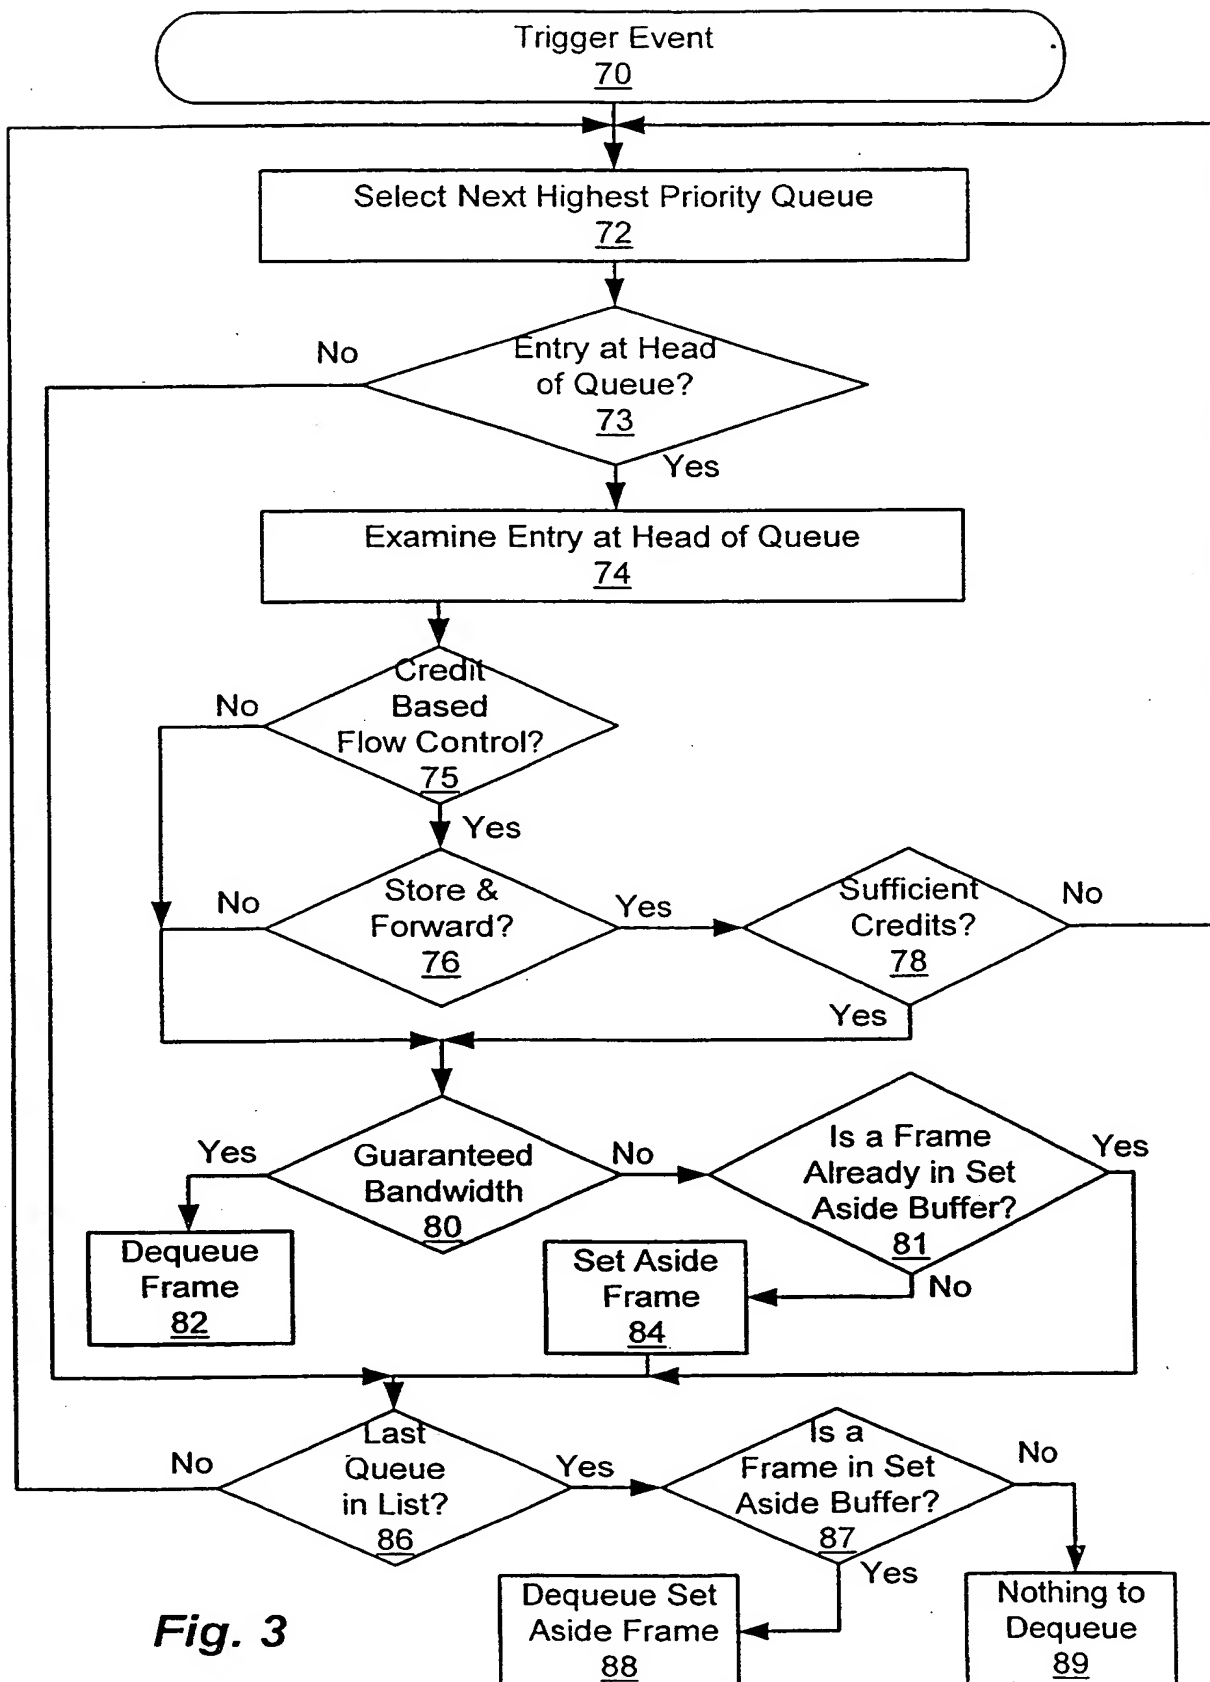 Trigger Event
70
Select Next Highest Priority Queue
72
No
Entry at Head
of Queue?
73
Yes
Examine Entry at Head of Queue
74
No
Credit
Based
Flow Control?
75
Yes
No
Store &
Forward?
76
Yes
Sufficient
Credits?
78
No
Yes
Yes
Guaranteed
Bandwidth
80
No
Is a Frame
Already in Set
Aside Buffer?
81
Yes
No
Dequeue
Frame
82
Set Aside
Frame
84
No
Last
Queue
in List?
86
Yes
Is a
Frame in Set
Aside Buffer?
87
No
Yes
Dequeue Set
Aside Frame
88
Nothing to
Dequeue
89
Fig. 3